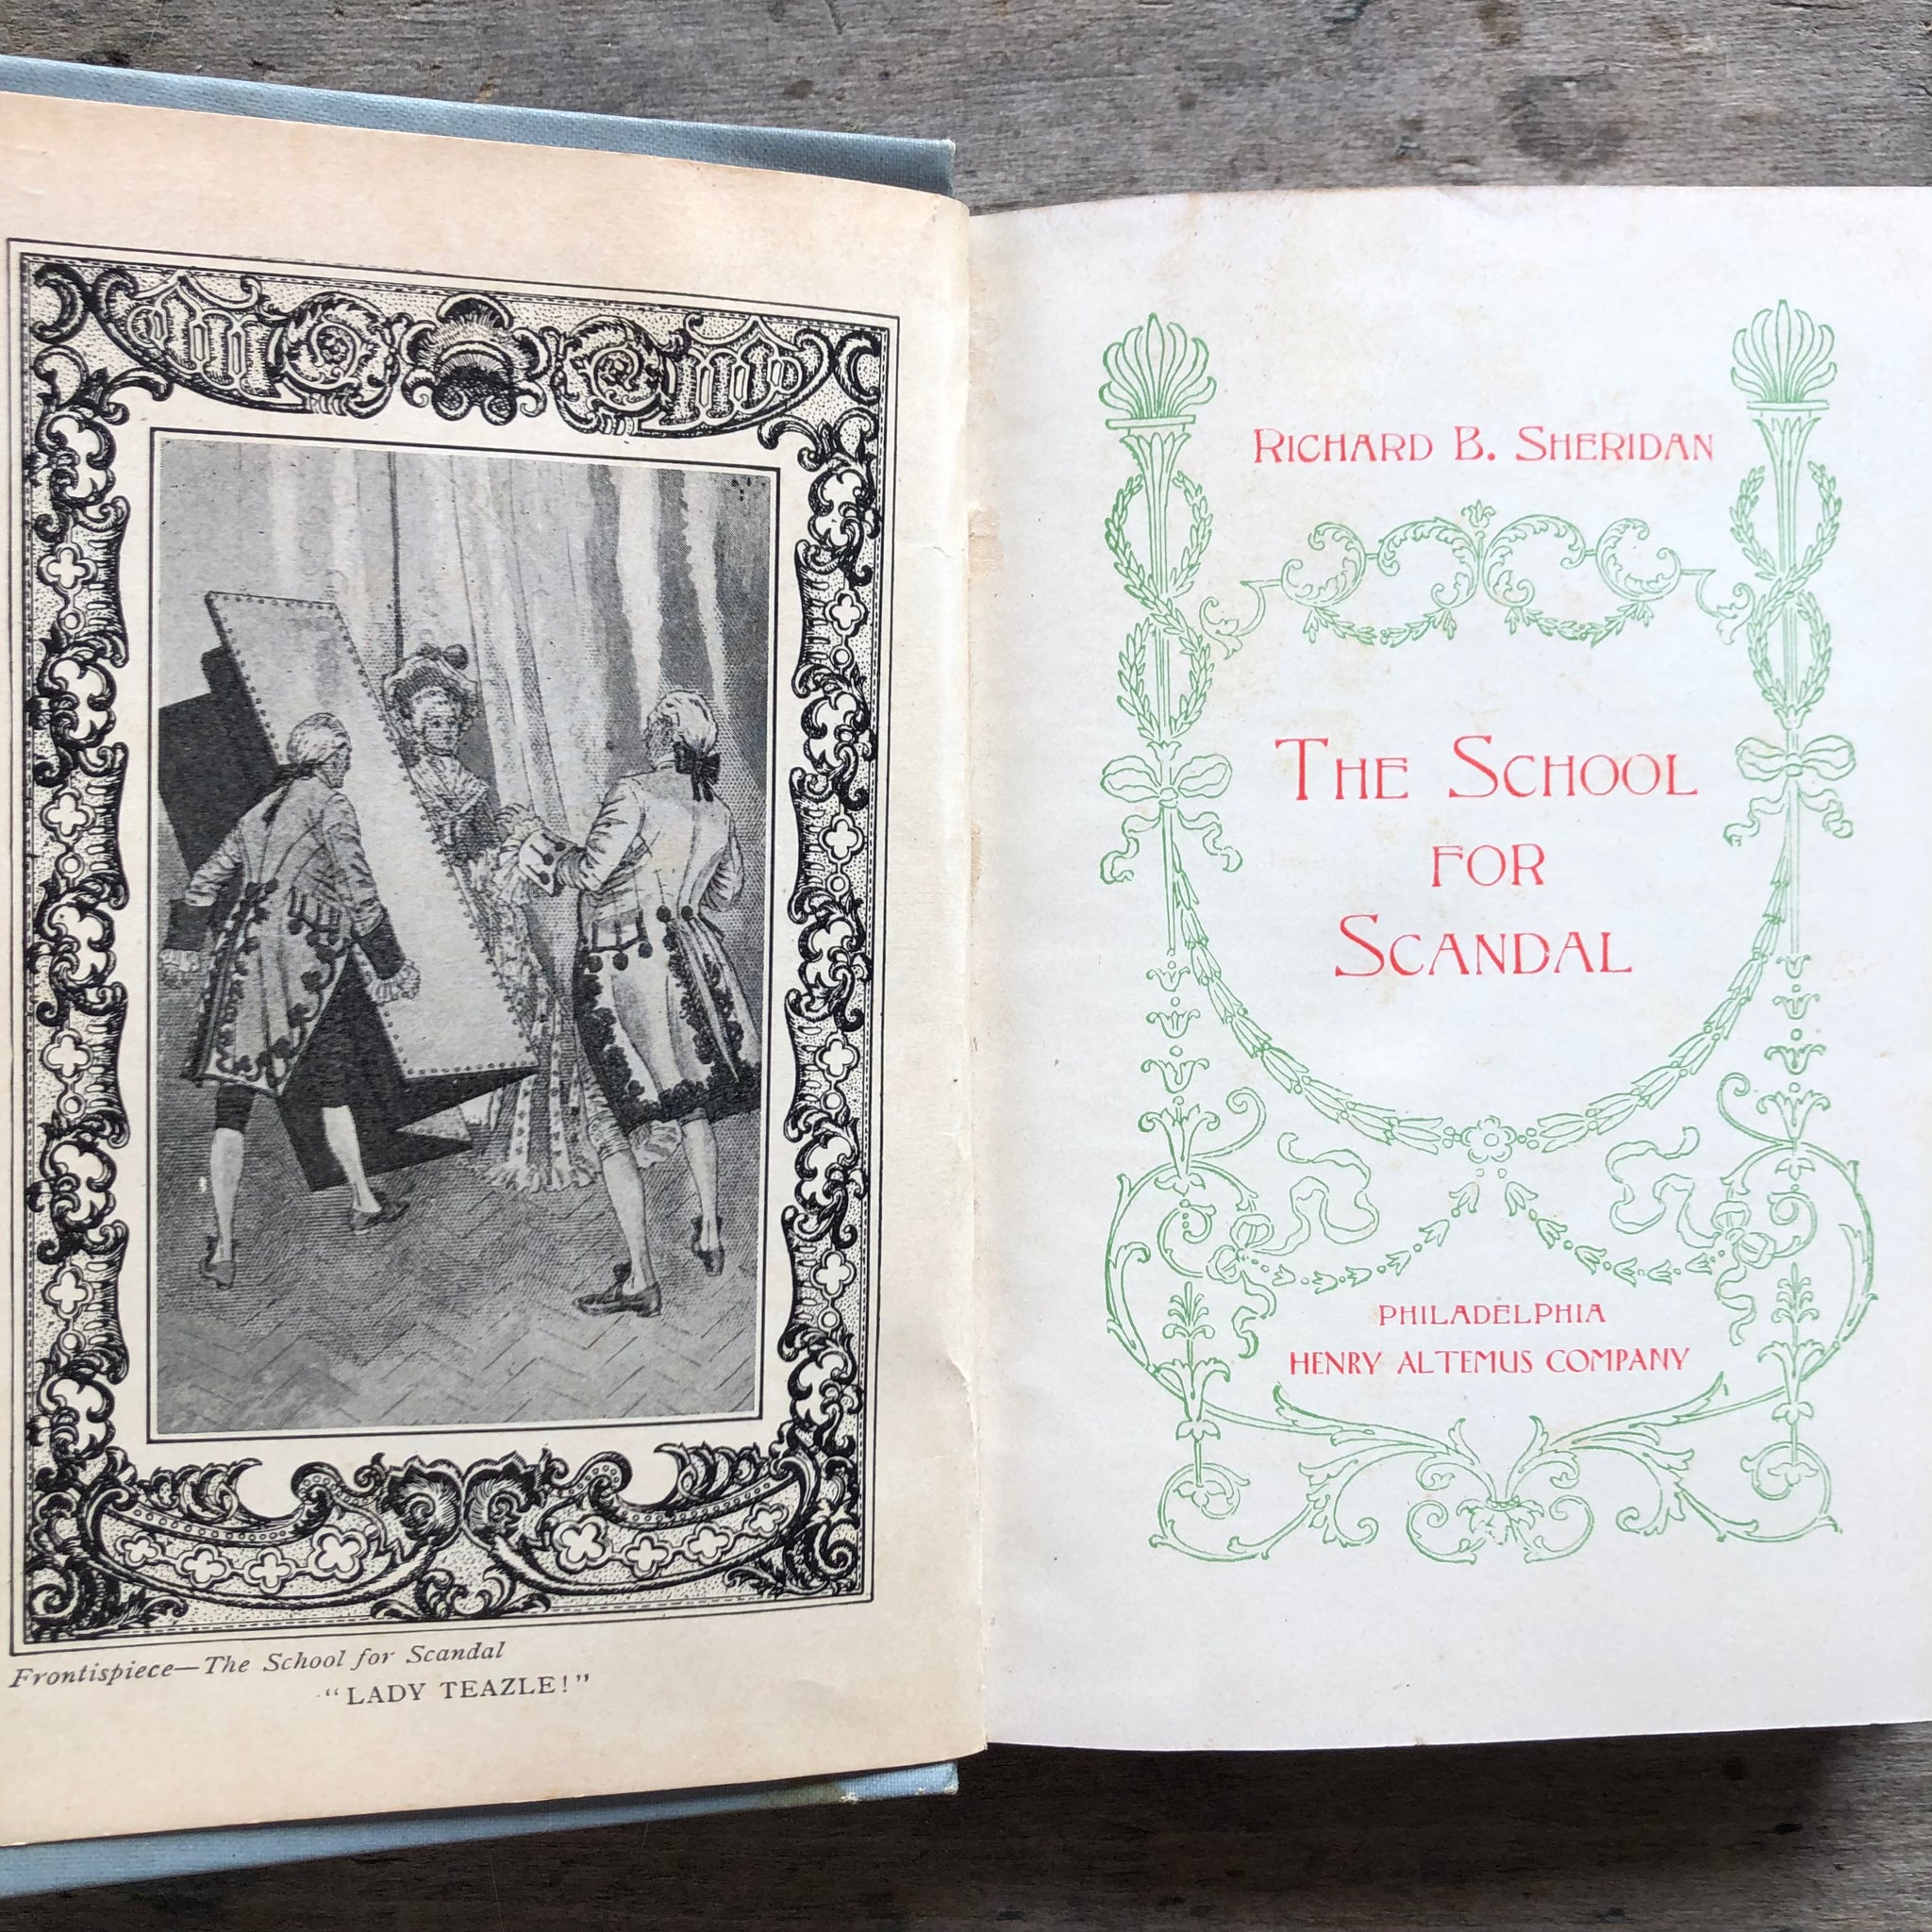 Frontispiece—The School for Scandal
“LADY TEAZLE!”
RICHARD B. SHERIDAN
THE SCHOOL
FOR
SCANDAL
PHILADELPHIA
HENRY ALTEMUS COMPANY